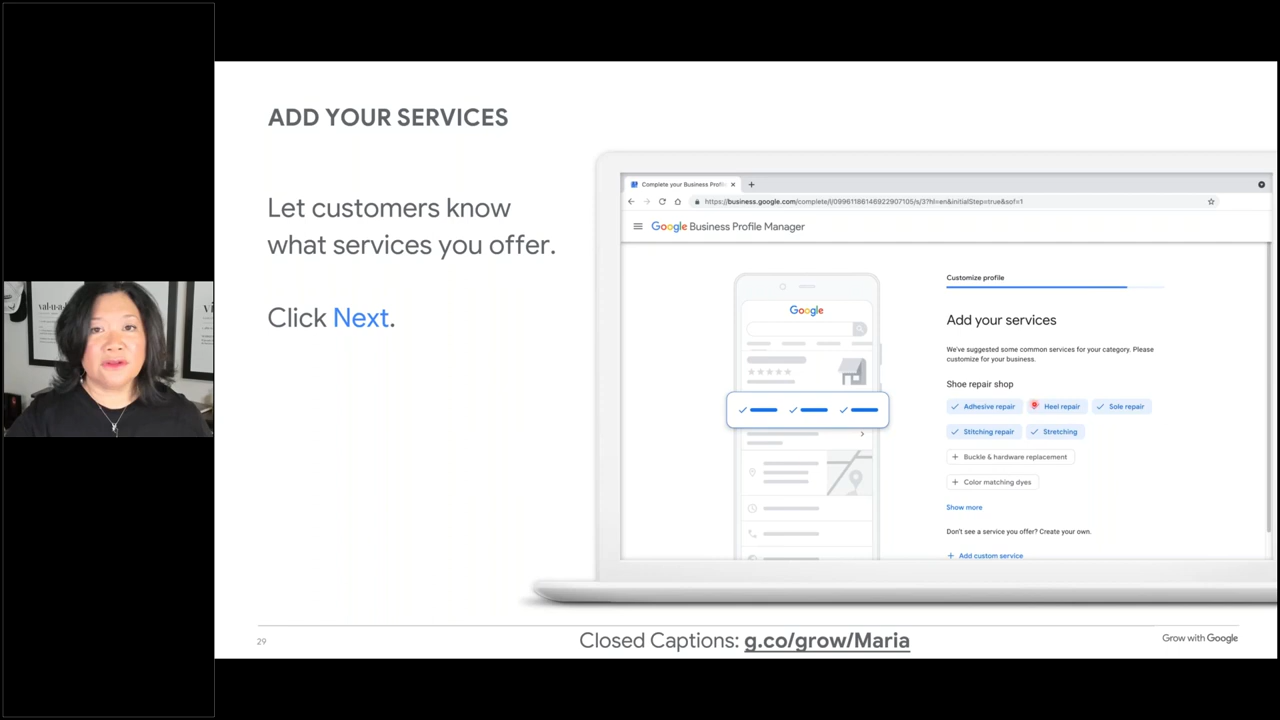 ADD YOUR SERVICES
Let customers know
what services you offer.
Click Next.
Complete your Business Profi
https://business.google.com/complete/l/09961186146922907105/s/3?hl=en&initialStep=true&sof=1
Google Business Profile Manager
Google
Customize profile
Add your services
We've suggested some common services for your category. Please
customize for your business.
Shoe repair shop
Adhesive repair Heel repair Sole repair
Stitching repair Stretching
Buckle & hardware replacement
Color matching dyes
Show more
Don't see a service you offer? Create your own.
Add custom service
val·u·a
29
Closed Captions: g.co/grow/Maria
Grow with Google